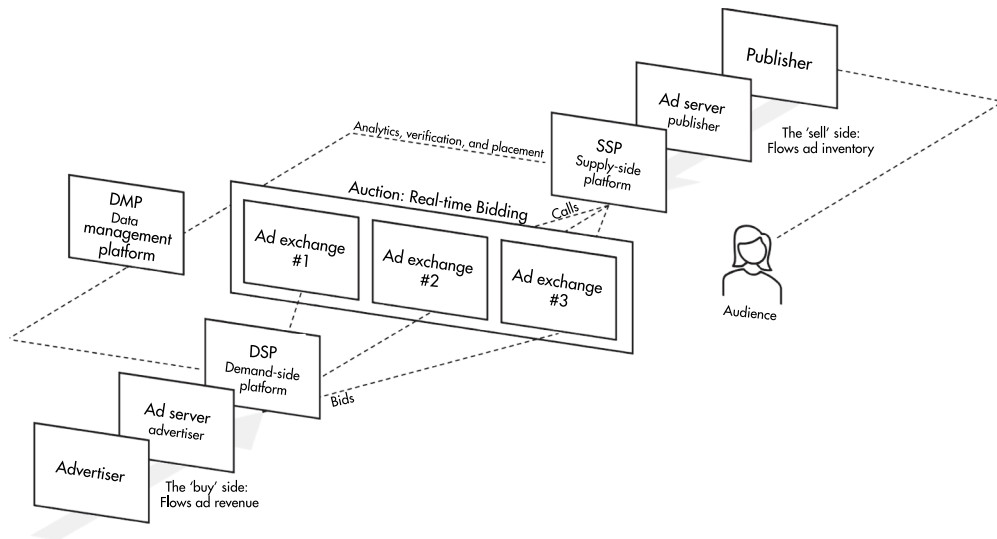 Publisher
Ad server
publisher
The 'sell' side:
Flows ad inventory
SSP
Supply-side
platform
Analytics, verification, and placement
Calls
Auction: Real-time Bidding
DMP
Data
management
platform
Ad exchange
#1
Ad exchange
#2
Ad exchange
#3
Audience
DSP
Demand-side
platform
Bids
Ad server
advertiser
Advertiser
The 'buy' side:
Flows ad revenue